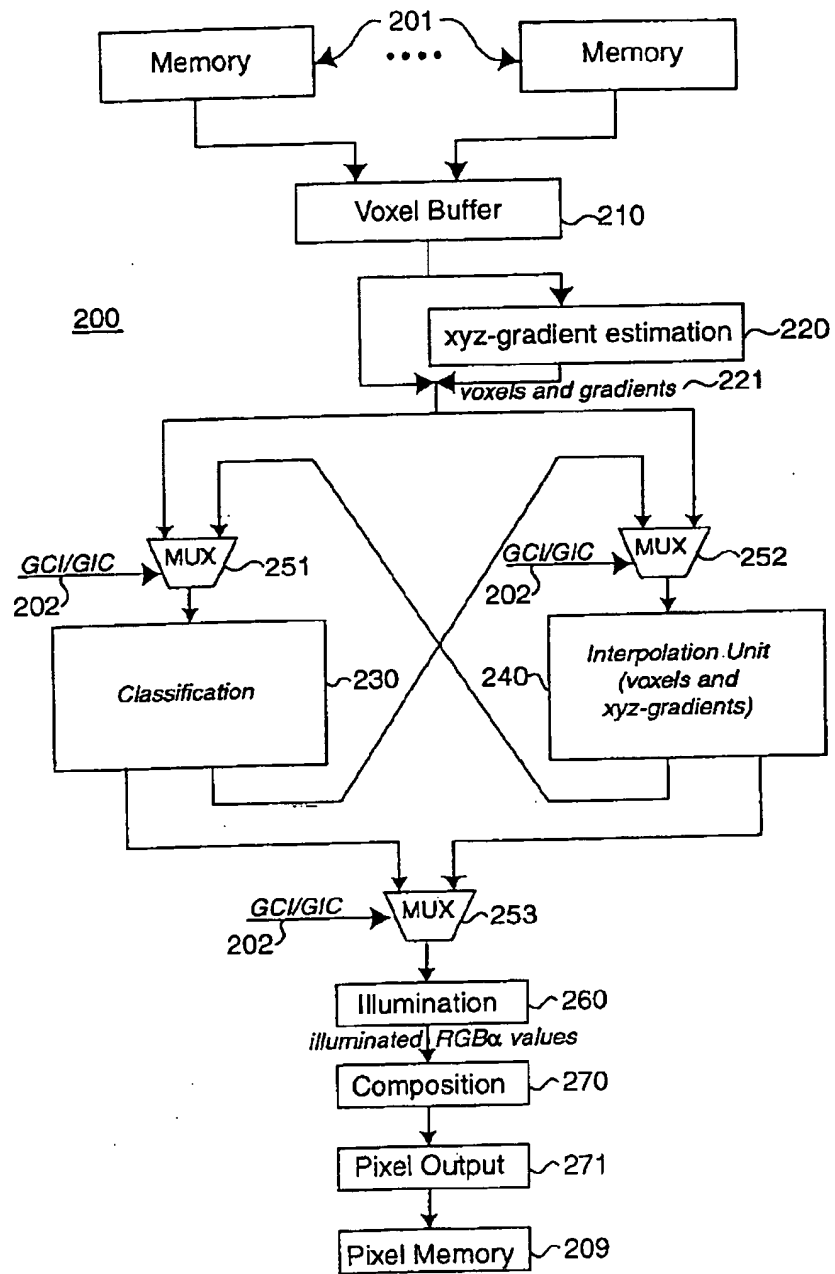 201
Memory
Memory
Voxel Buffer
210
200
xyz-gradient estimation
220
voxels and gradients
221
GCI/GIC
202
MUX
251
GCI/GIC
202
MUX
252
Classification
230
240
Interpolation Unit
(voxels and
xyz-gradients)
GCI/GIC
202
MUX
253
Illumination
260
illuminated RGBα values
Composition
270
Pixel Output
271
Pixel Memory
209